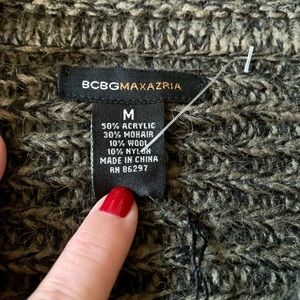 BCBGMAXAZRIA
M
50% ACRYLIC
30% MOHAIR
10% WOOL
10% NYLON
MADE IN CHINA
RN 86297